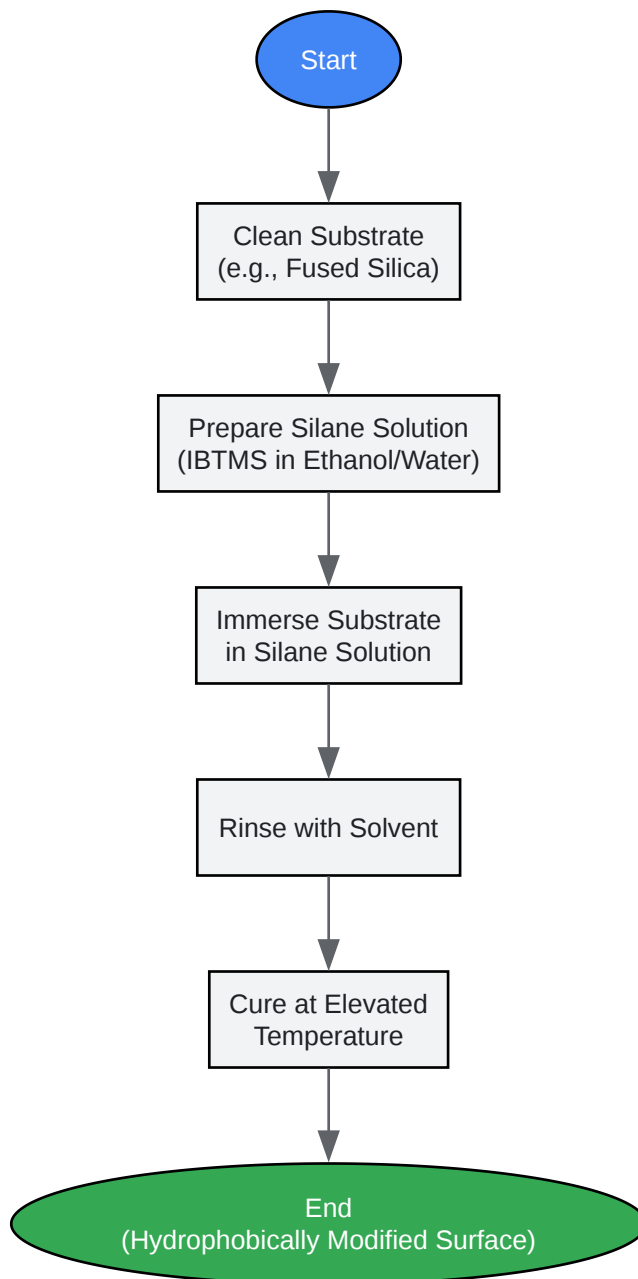 Start
Clean Substrate
(e.g., Fused Silica)
Prepare Silane Solution
(IBTMS in Ethanol/Water)
Immerse Substrate
in Silane Solution
Rinse with Solvent
Cure at Elevated
Temperature
End
(Hydrophobically Modified Surface)